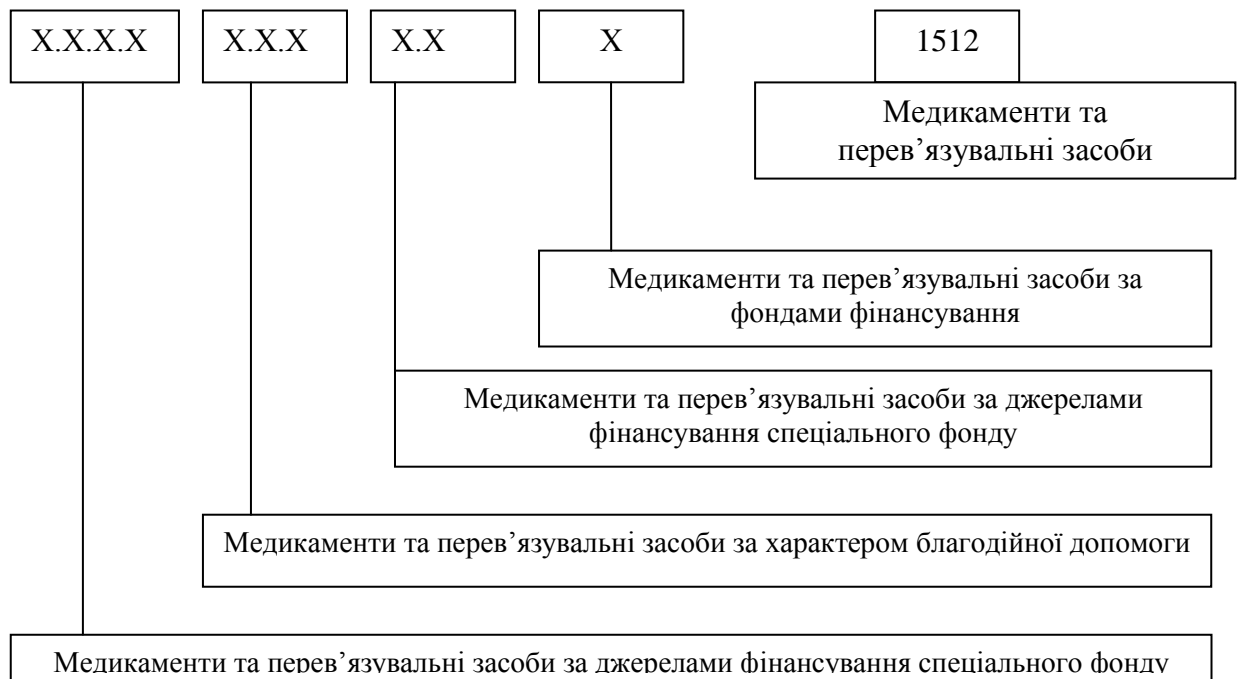 Х.Х.Х.Х Х.Х.Х Х.Х Х 1512
Медикаменти та
перев’язувальні засоби
Медикаменти та перев’язувальні засоби за
фондами фінансування
Медикаменти та перев’язувальні засоби за джерелами
фінансування спеціального фонду
Медикаменти та перев’язувальні засоби за характером благодійної допомоги
Медикаменти та перев’язувальні засоби за джерелами фінансування спеціального фонду